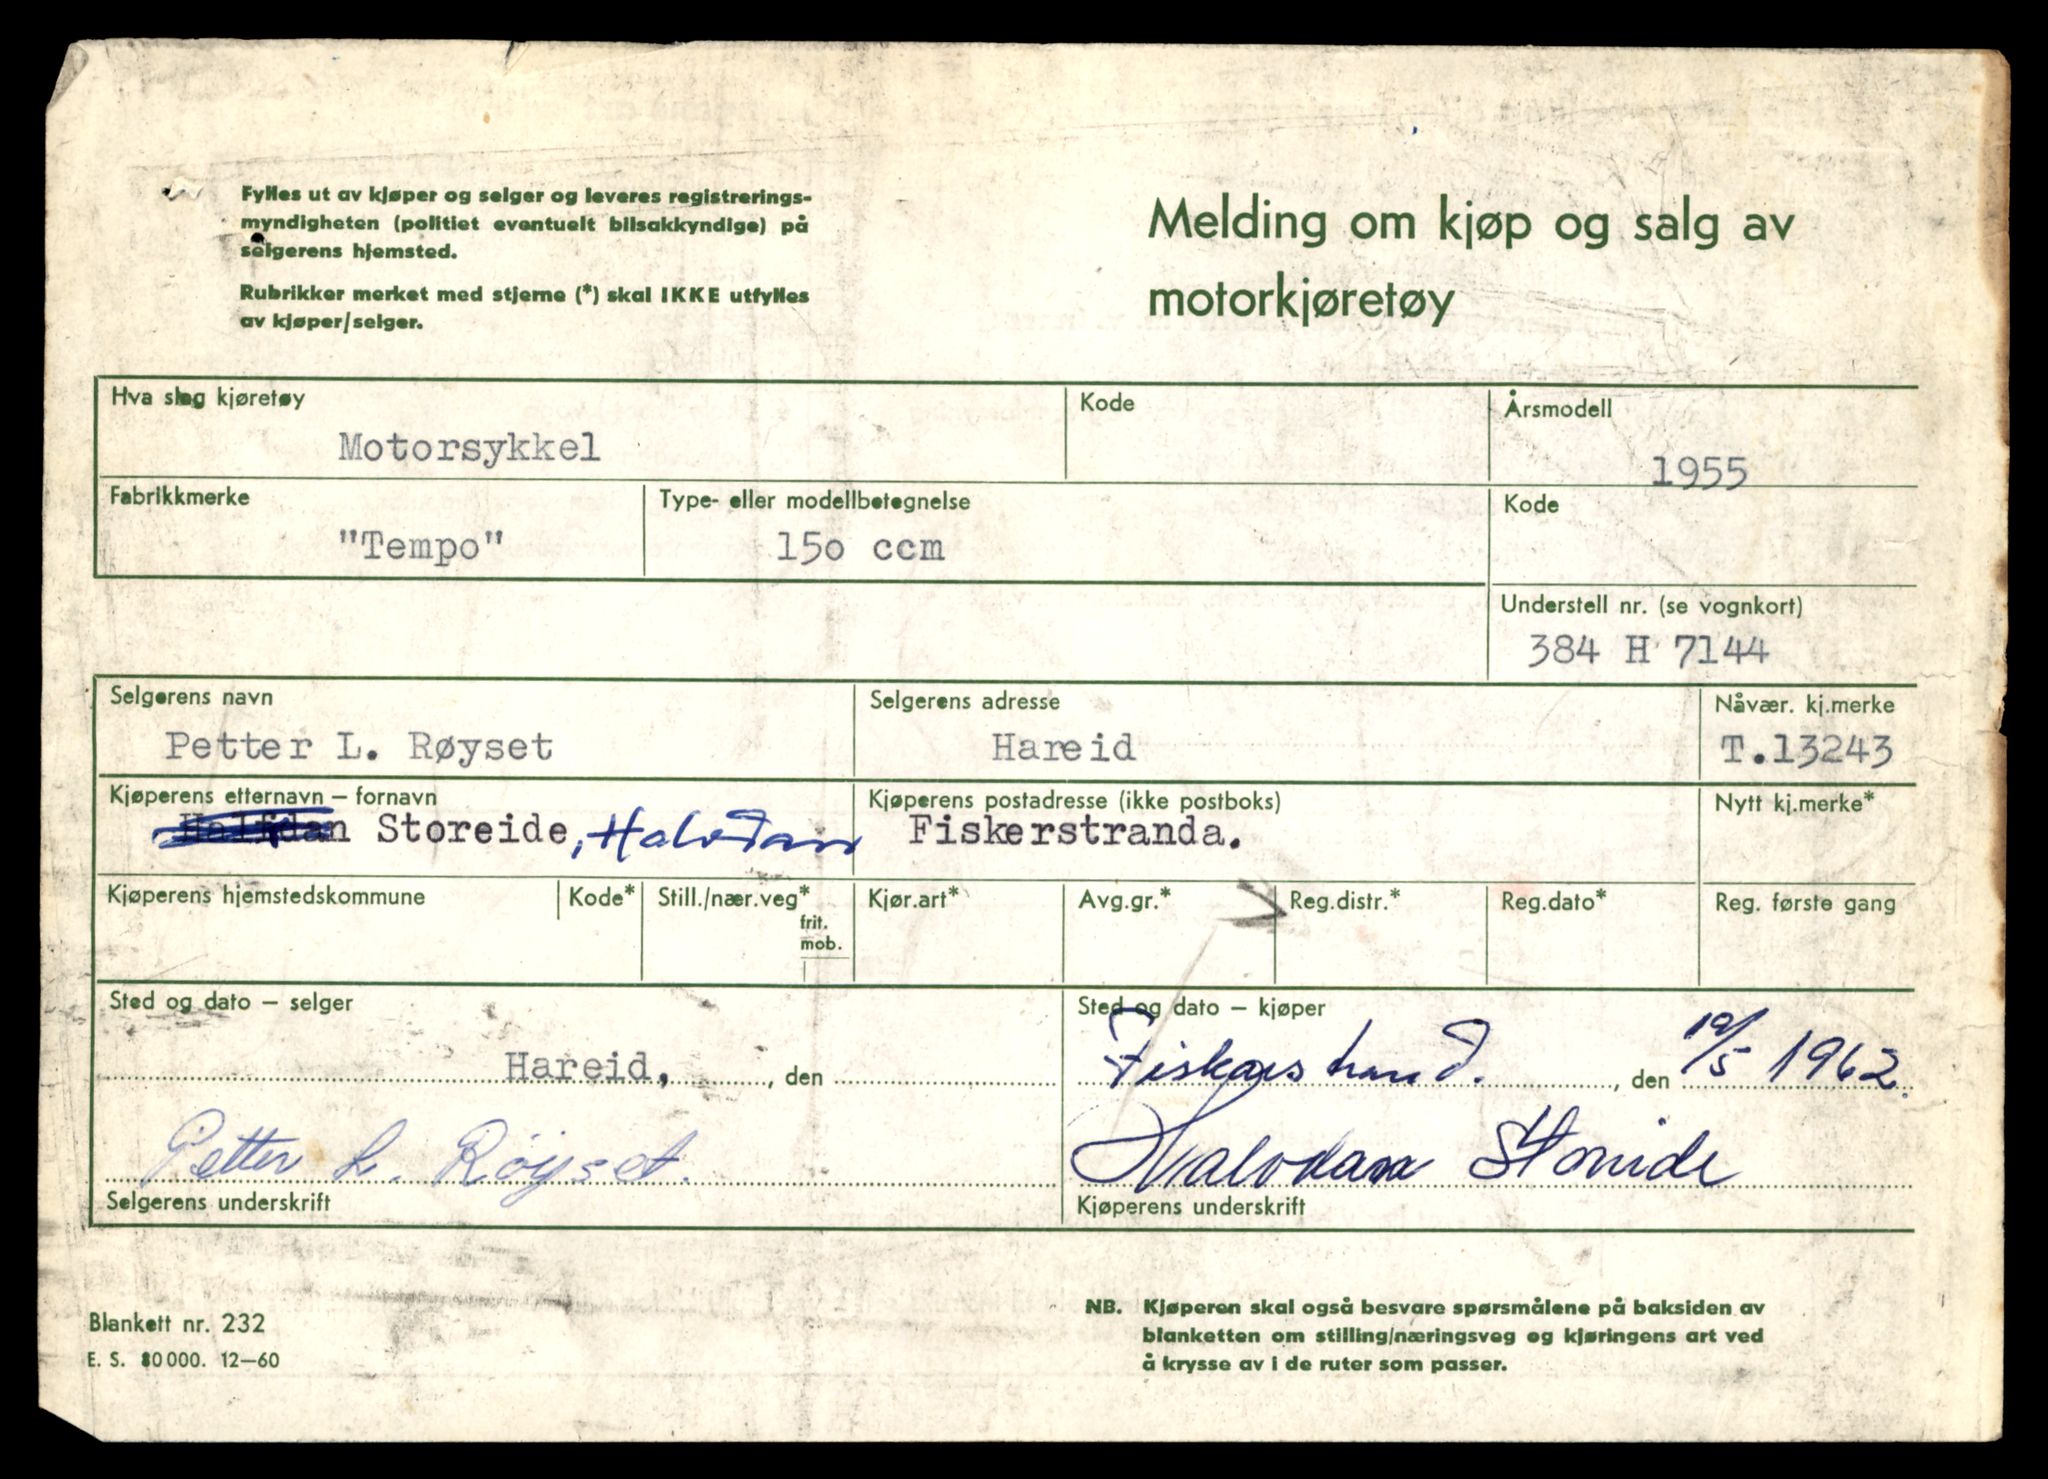 Fylles ut av kjøper og selger og leveres registrerings-
myndigheten (politiet eventuelt bilsakkyndige) på
selgerens hjemsted.
Rubrikker merket med stjerne (*) skal IKKE utfylles
av kjøper/selger.
Melding om kjøp og salg av
motorkjøretøy
Hva slag kjøretøy
Motorsykkel
Kode
Årsmodell
1955
Fabrikkmerke
"Tempo"
Type- eller modellbetegnelse
15o ccm
Kode
Understell nr. (se vognkort)
384 H 7144
Selgerens navn
Petter L. Røyset
Selgerens adresse
Hareid
Nåvær. kj.merke
T.13243
Kjøperens etternavn – fornavn
Halfdan Storeide, Halvdan
Kjøperens postadresse (ikke postboks)
Fiskerstranda.
Nytt kj.merke*
Kjøperens hjemstedskommune
Kode*
Still./nær.veg*
frit.
mob.
Kjør.art*
Avg.gr.*
Reg.distr.*
Reg.dato*
Reg. første gang
Sted og dato – selger
Hareid, , den
Petter L. Røyset.
Selgerens underskrift
Sted og dato – kjøper
Fiskarstrand. , den 19/5 1962.
Halvdan Storeide
Kjøperens underskrift
Blankett nr. 232
E. S. 80 000. 12—60
NB. Kjøperen skal også besvare spørsmålene på baksiden av
blanketten om stilling/næringsveg og kjøringens art ved
å krysse av i de ruter som passer.